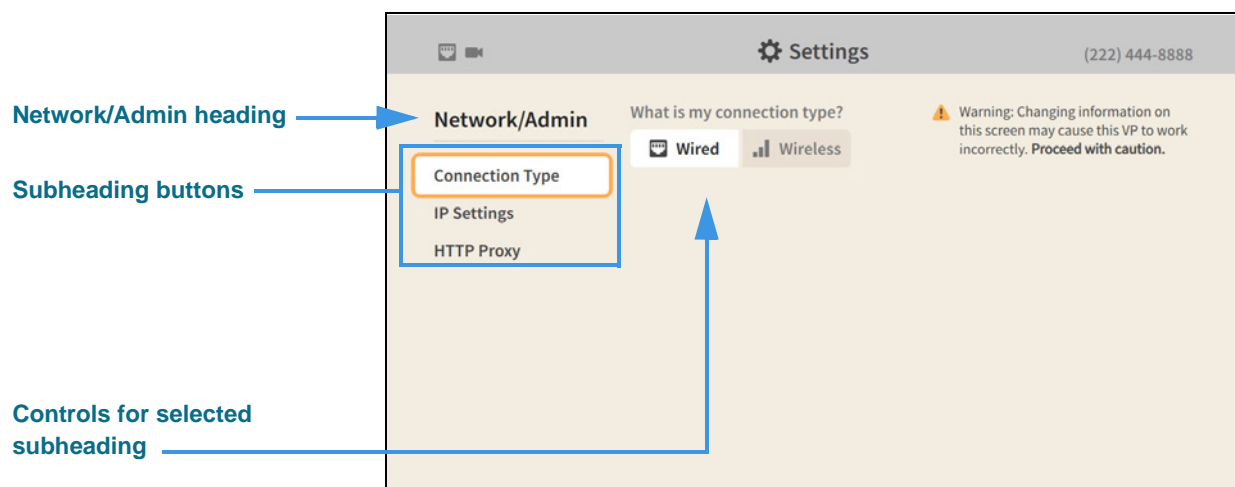 Settings
(222) 444-8888
Network/Admin heading
Network/Admin
What is my connection type?
Warning: Changing information on
this screen may cause this VP to work
incorrectly. Proceed with caution.
Wired
Wireless
Subheading buttons
Connection Type
IP Settings
HTTP Proxy
Controls for selected
subheading